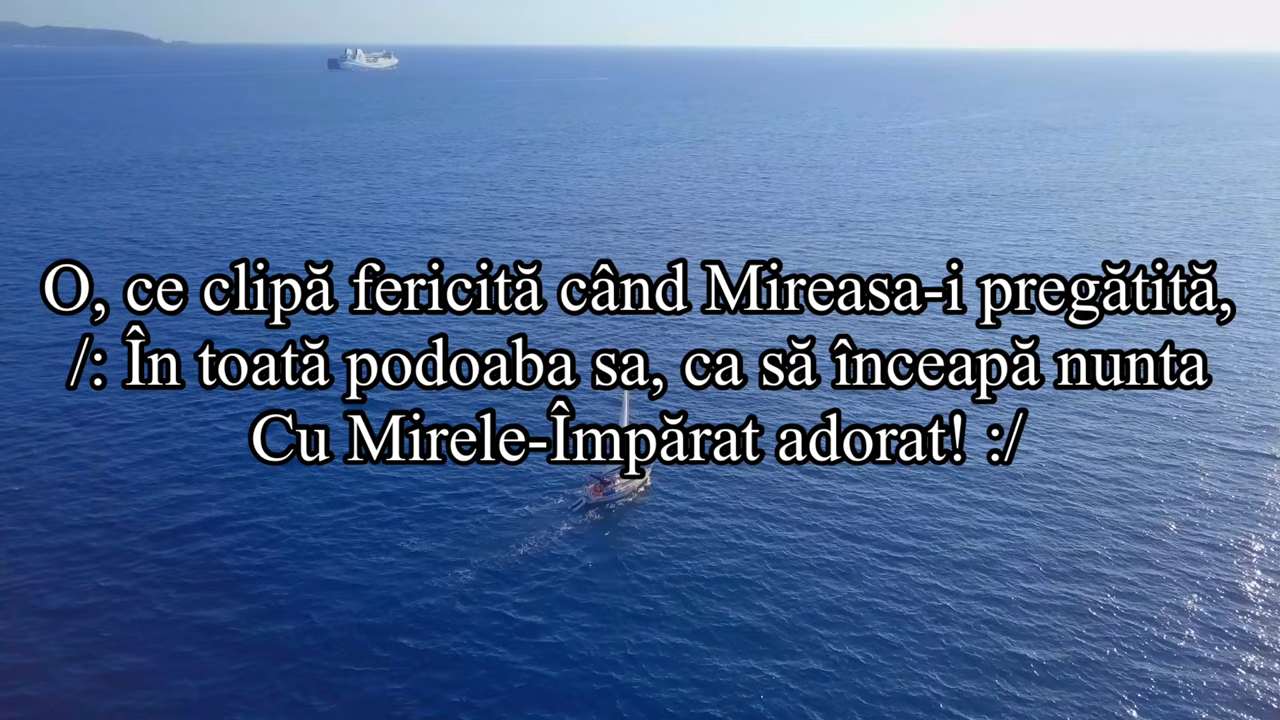 O, ce clipă fericită când Mireasa-i pregătită,
/: În toată podoaba sa, ca să înceapă nunta
Cu Mirele-Împărat adorat! :/